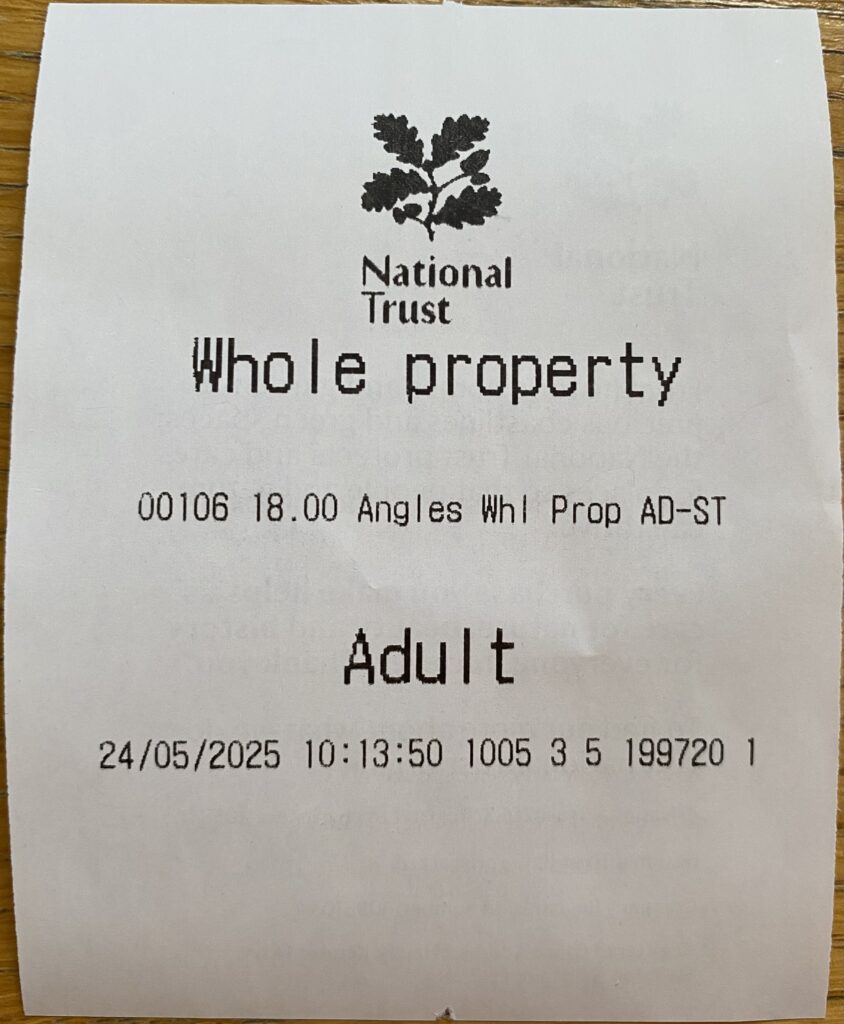 National
Trust
Whole property
00106 18.00 Angles Whl Prop AD-ST
Adult
24/05/2025 10:13:50 1005 3 5 199720 1